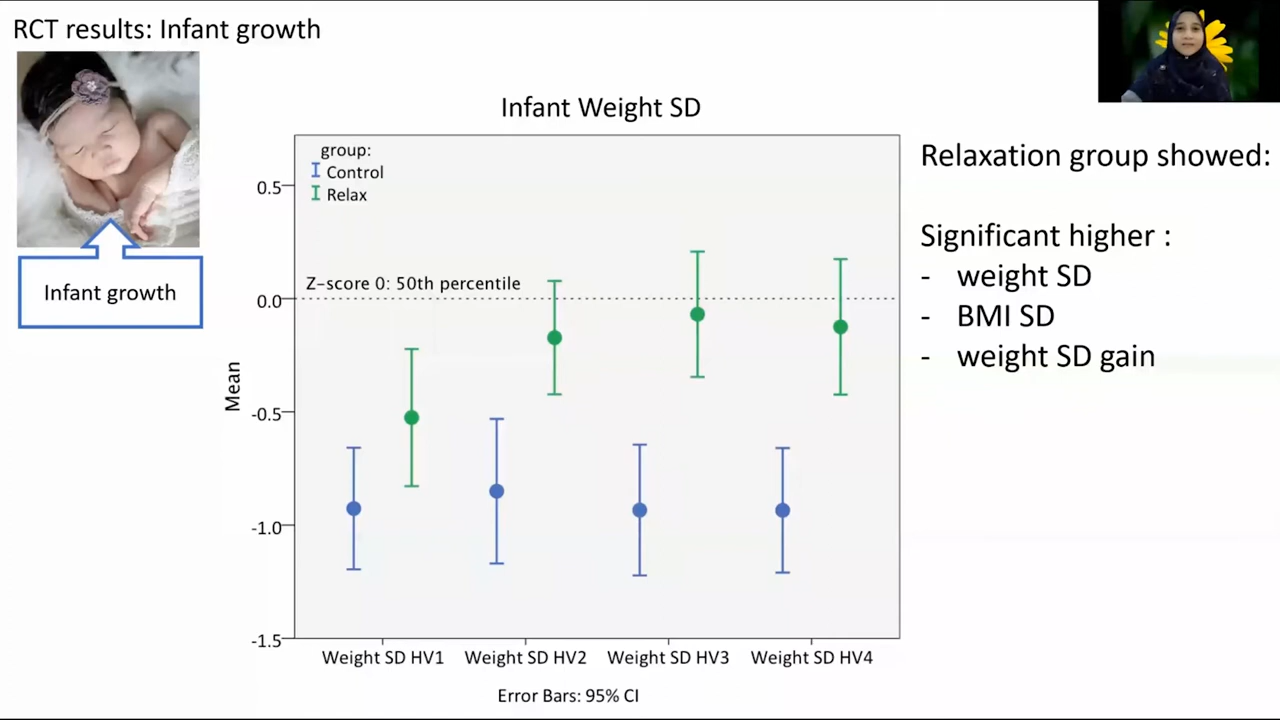 RCT results: Infant growth
Infant growth
Infant Weight SD
group:
Control
Relax
0.5
0.0
-0.5
-1.0
-1.5
Z-score 0: 50th percentile
Mean
Weight SD HV1
Weight SD HV2
Weight SD HV3
Weight SD HV4
Error Bars: 95% CI
Relaxation group showed:
Significant higher :
- weight SD
- BMI SD
- weight SD gain